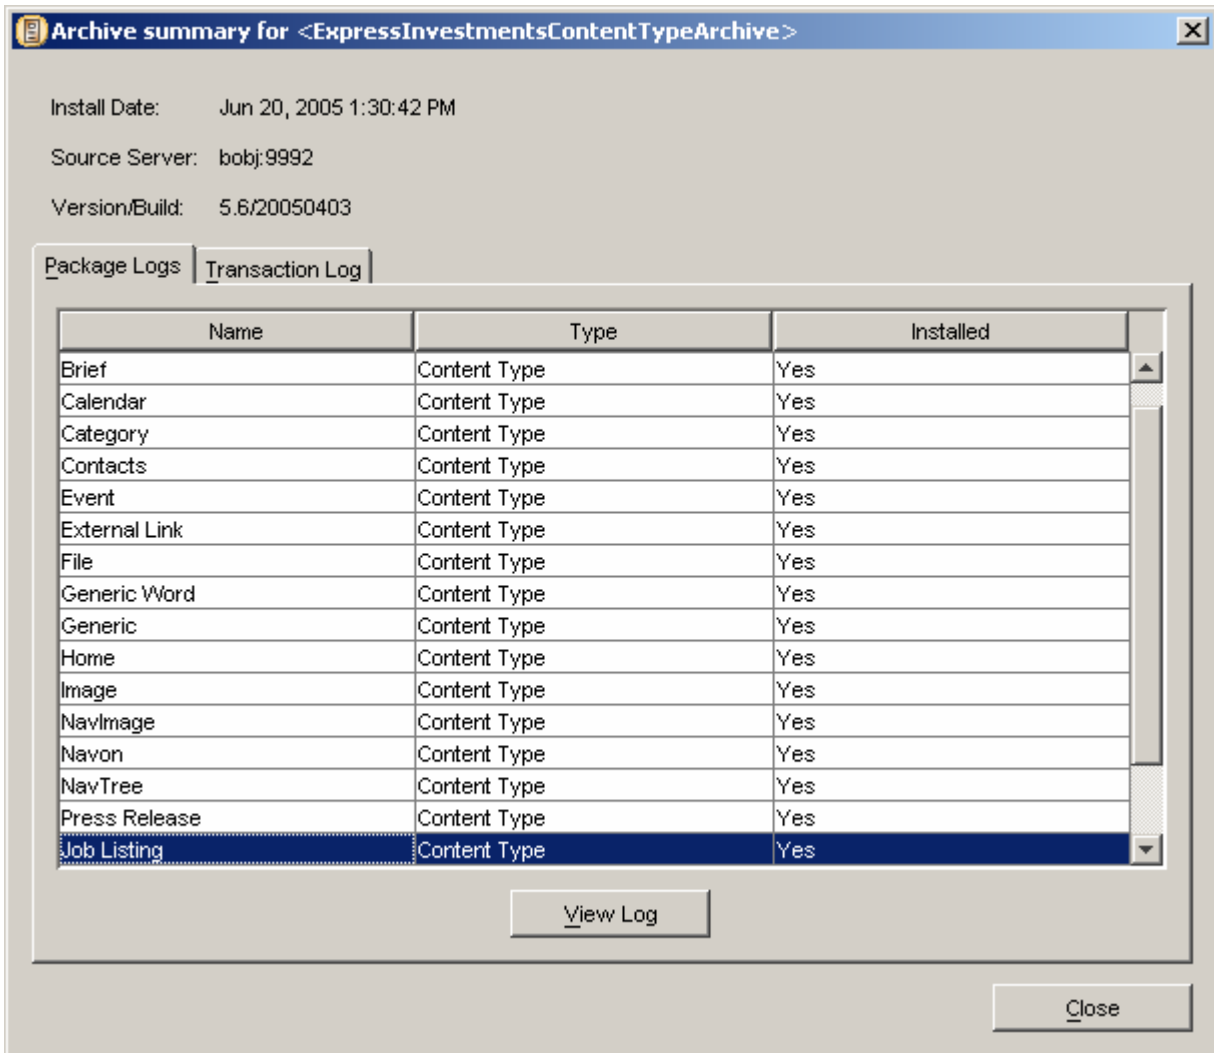 Archive summary for <ExpressInvestmentsContentTypeArchive>
Install Date: Jun 20, 2005 1:30:42 PM
Source Server: bobj:9992
Version/Build: 5.6/20050403
Package Logs Transaction Log
Name Type Installed
Brief Content Type Yes
Calendar Content Type Yes
Category Content Type Yes
Contacts Content Type Yes
Event Content Type Yes
External Link Content Type Yes
File Content Type Yes
Generic Word Content Type Yes
Generic Content Type Yes
Home Content Type Yes
Image Content Type Yes
NavImage Content Type Yes
Navon Content Type Yes
NavTree Content Type Yes
Press Release Content Type Yes
Job Listing Content Type Yes
View Log
Close